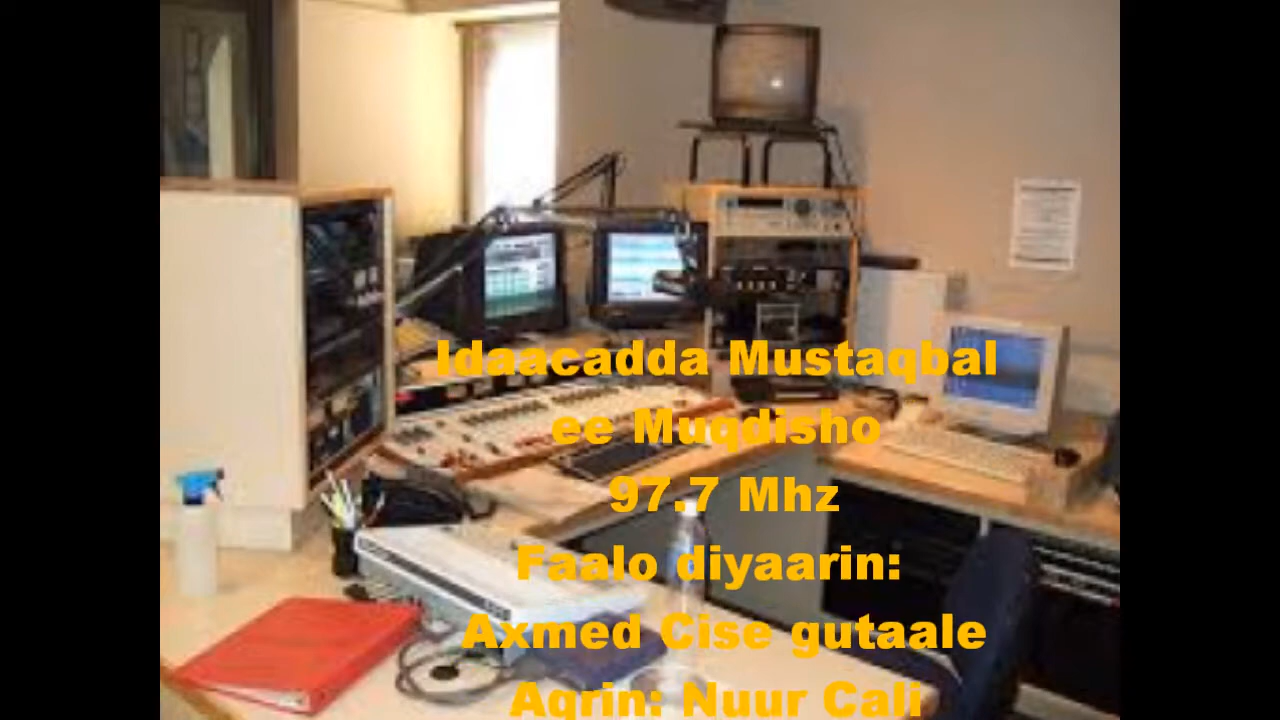 Idaacadda Mustaqbal
ee Muqdisho
97.7 Mhz
Faalo diyaarin:
Axmed Cise gutaale
Aqrin: Nuur Cali